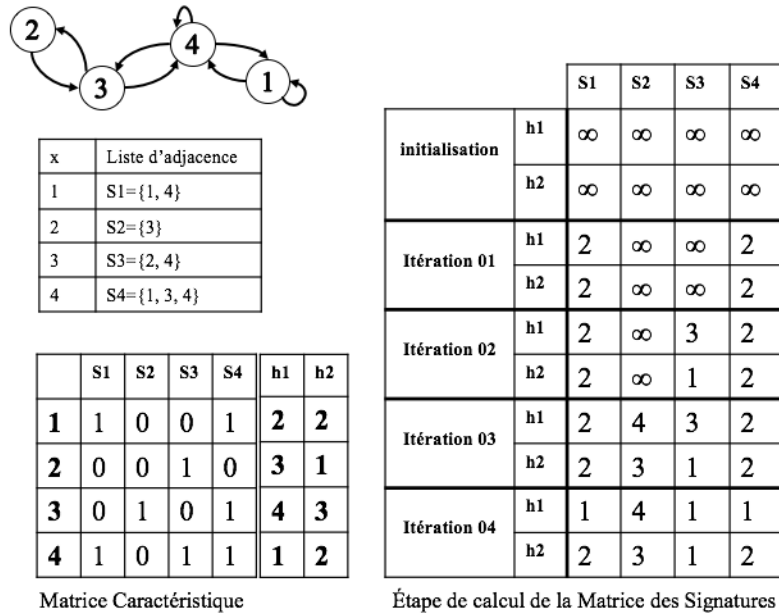 2
3
4
1
x Liste d'adjacence
1 S1={1, 4}
2 S2={3}
3 S3={2, 4}
4 S4={1, 3, 4}
S1 S2 S3 S4 h1 h2
1 1 0 0 1 2 2
2 0 0 1 0 3 1
3 0 1 0 1 4 3
4 1 0 1 1 1 2
Matrice Caractéristique
S1 S2 S3 S4
initialisation h1 ∞ ∞ ∞ ∞
h2 ∞ ∞ ∞ ∞
Itération 01 h1 2 ∞ ∞ 2
h2 2 ∞ ∞ 2
Itération 02 h1 2 ∞ 3 2
h2 2 ∞ 1 2
Itération 03 h1 2 4 3 2
h2 2 3 1 2
Itération 04 h1 1 4 1 1
h2 2 3 1 2
Étape de calcul de la Matrice des Signatures